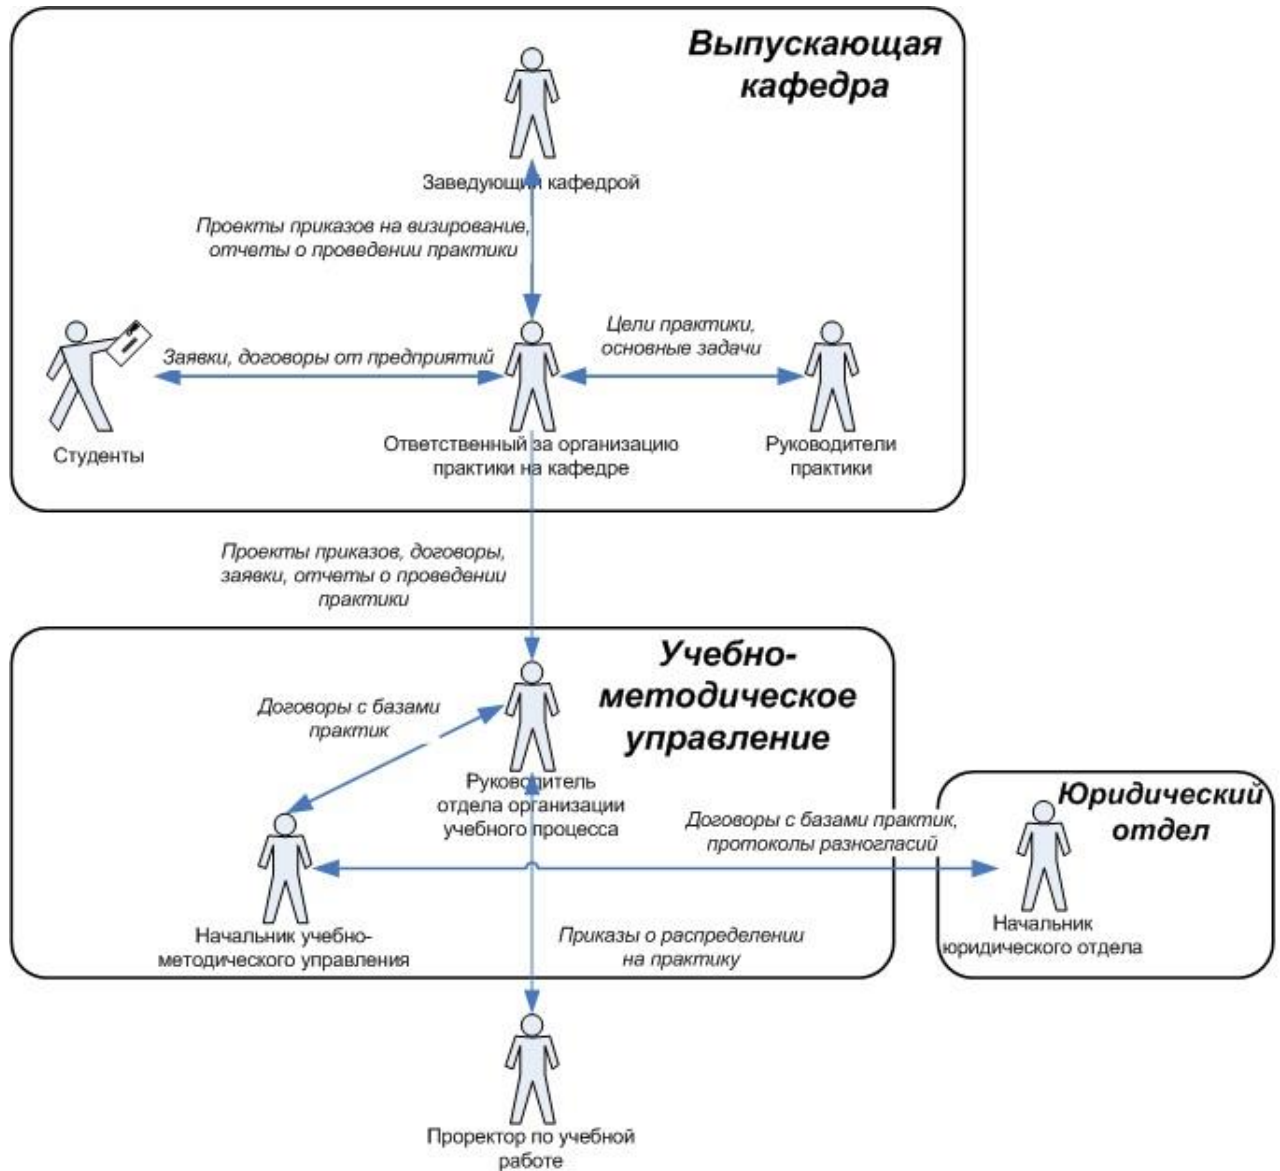 Выпускающая
кафедра
Заведующий кафедрой
Проекты приказов на визирование,
отчеты о проведении практики
Цели практики,
основные задачи
Заявки, договоры от предприятий
Студенты
Ответственный за организацию
практики на кафедре
Руководители
практики
Проекты приказов, договоры,
заявки, отчеты о проведении
практики
Учебно-
методическое
управление
Договоры с базами
практик
Руководитель
отдела организации
учебного процесса
Юридический
отдел
Договоры с базами практик,
протоколы разногласий
Начальник учебно-
методического управления
Приказы о распределении
на практику
Начальник
юридического отдела
Проректор по учебной
работе